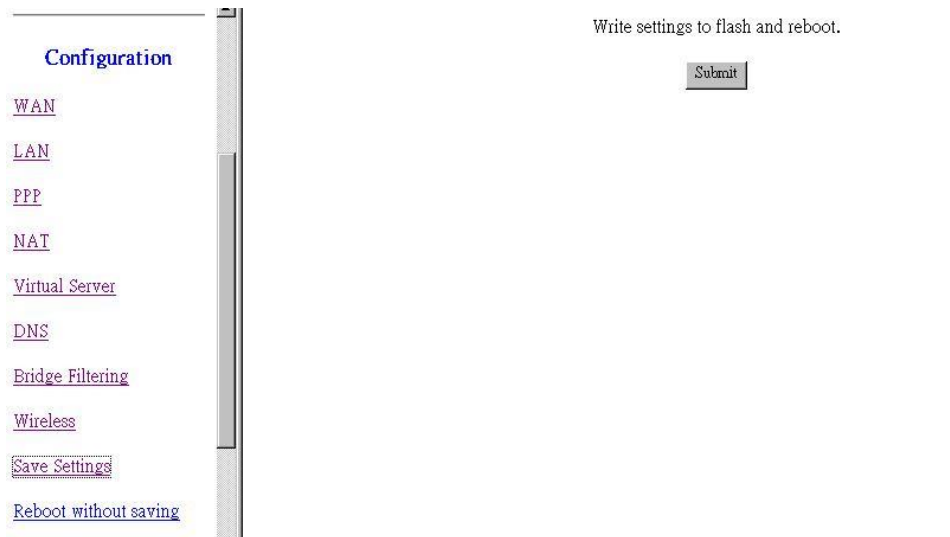 Configuration
WAN
LAN
PPP
NAT
Virtual Server
DNS
Bridge Filtering
Wireless
Save Settings
Reboot without saving
Write settings to flash and reboot.
Submit